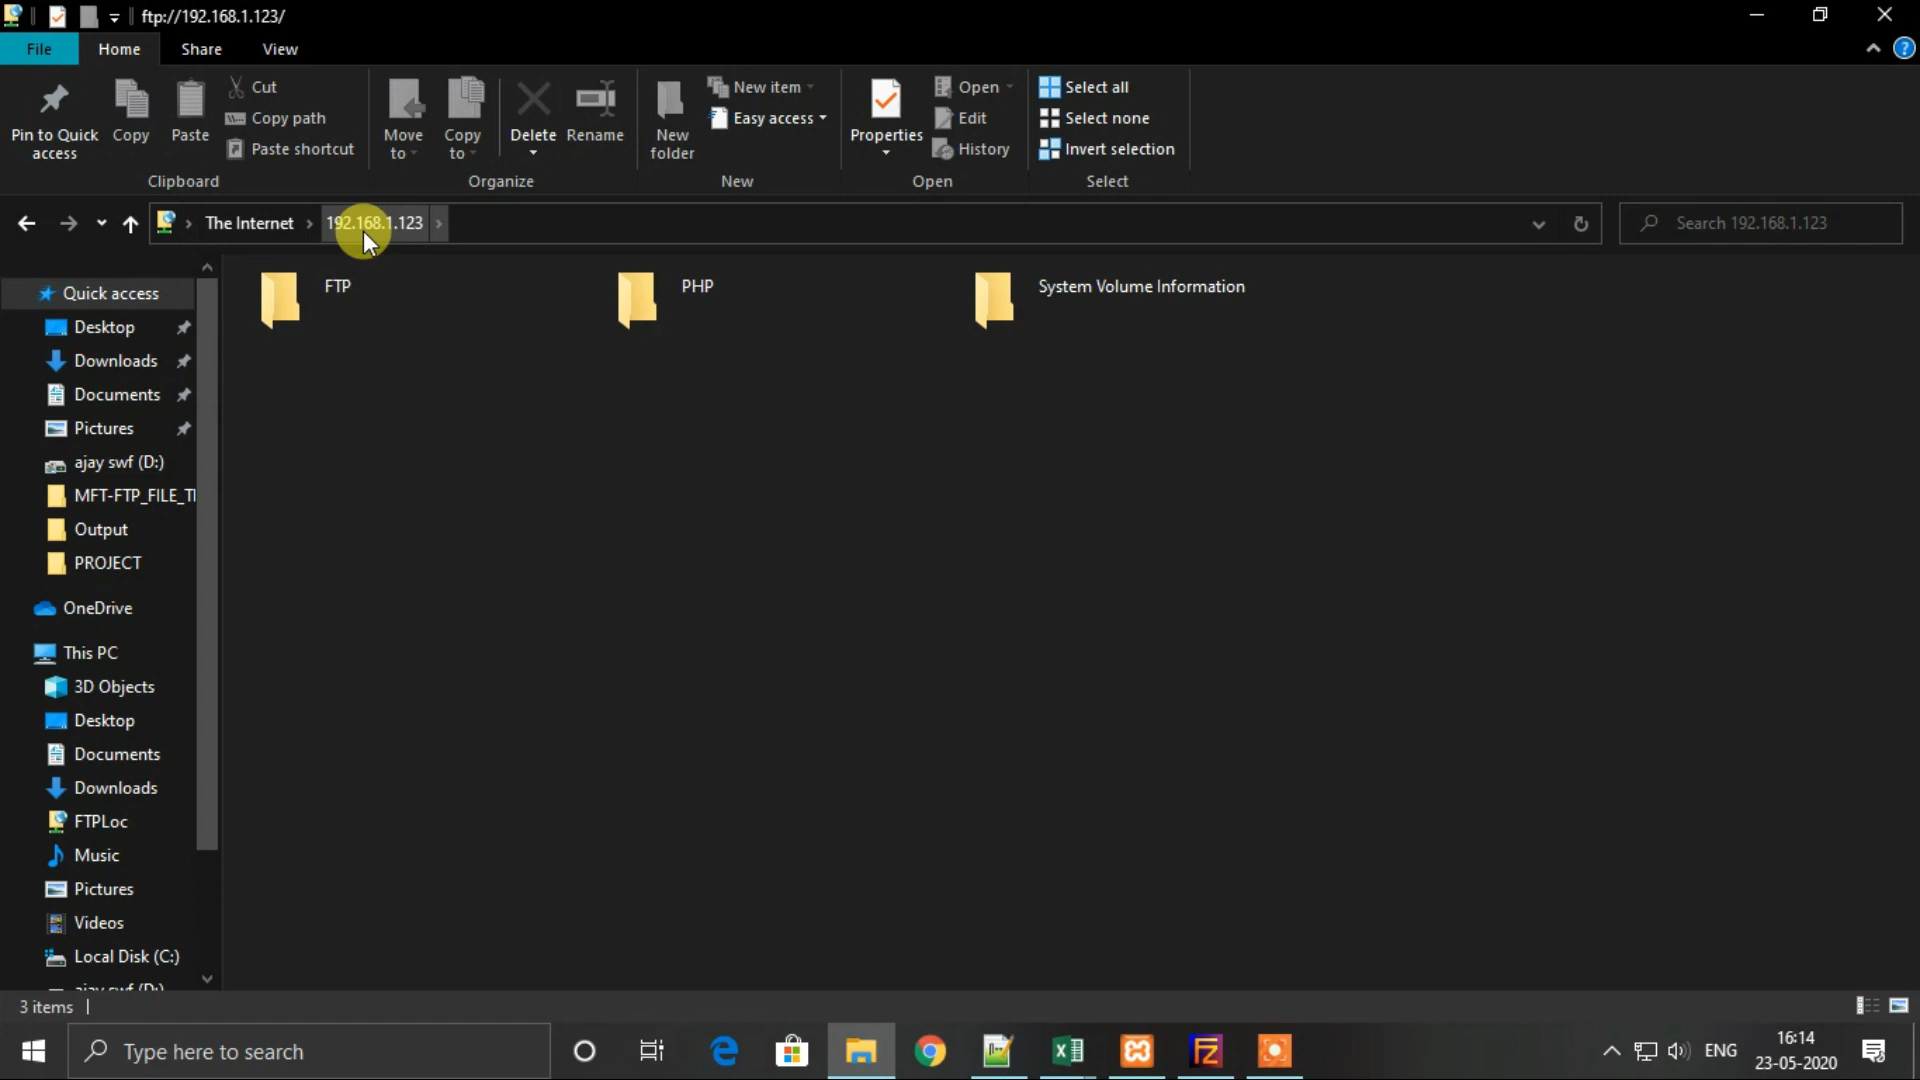 ftp://192.168.1.123/
File Home Share View
Pin to Quick access
Copy
Paste
Cut
Copy path
Paste shortcut
Clipboard
Move to
Copy to
Delete
Rename
Organize
New folder
New item
Easy access
New
Properties
Open
Edit
History
Open
Select all
Select none
Invert selection
Select
The Internet 192.168.1.123
Search 192.168.1.123
Quick access
Desktop
Downloads
Documents
Pictures
ajay swf (D:)
MFT-FTP_FILE_T
Output
PROJECT
OneDrive
This PC
3D Objects
Desktop
Documents
Downloads
FTPLoc
Music
Pictures
Videos
Local Disk (C:)
ajay swf (D:)
FTP
PHP
System Volume Information
3 items
Type here to search
ENG
16:14
23-05-2020